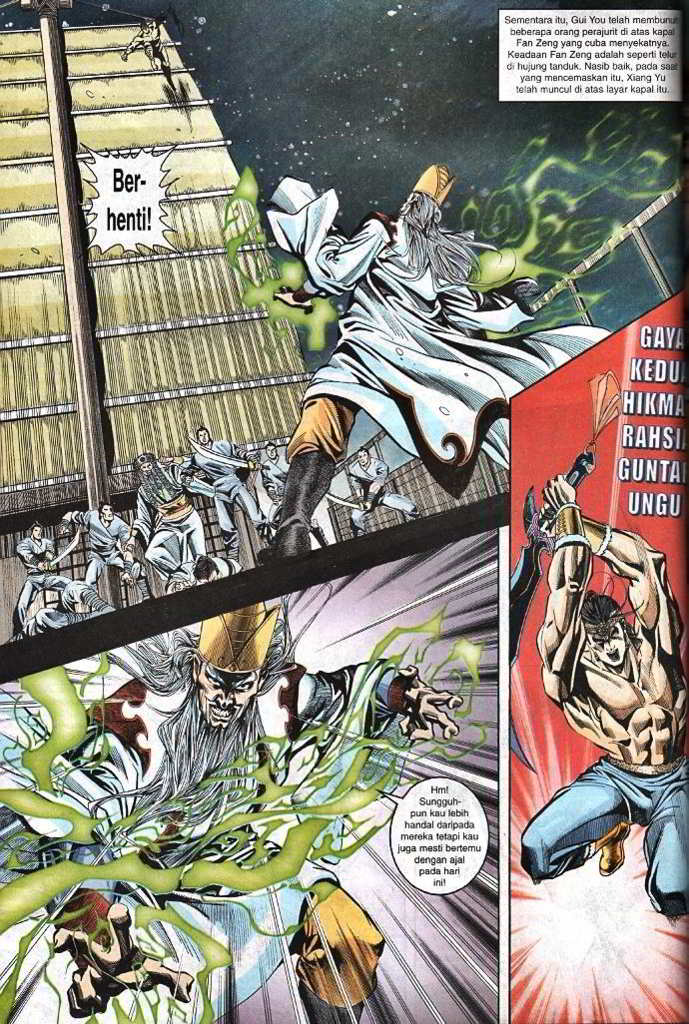 Sementara itu, Gui You telah membunuh
beberapa orang perajurit di atas kapal
Fan Zeng yang cuba menyekatnya.
Keadaan Fan Zeng adalah seperti telur
di hujung tanduk. Nasib baik, pada saat
yang mencemaskan itu, Xiang Yu
telah muncul di atas layar kapal itu.
Ber-
henti!
GAYA
KEDUA
HIKMAT
RAHSIA
GUNTAR
UNGU
Hm!
Sungguh-
pun kau lebih
handal daripada
mereka tetapi kau
juga mesti bertemu
dengan ajal
pada hari
ini!